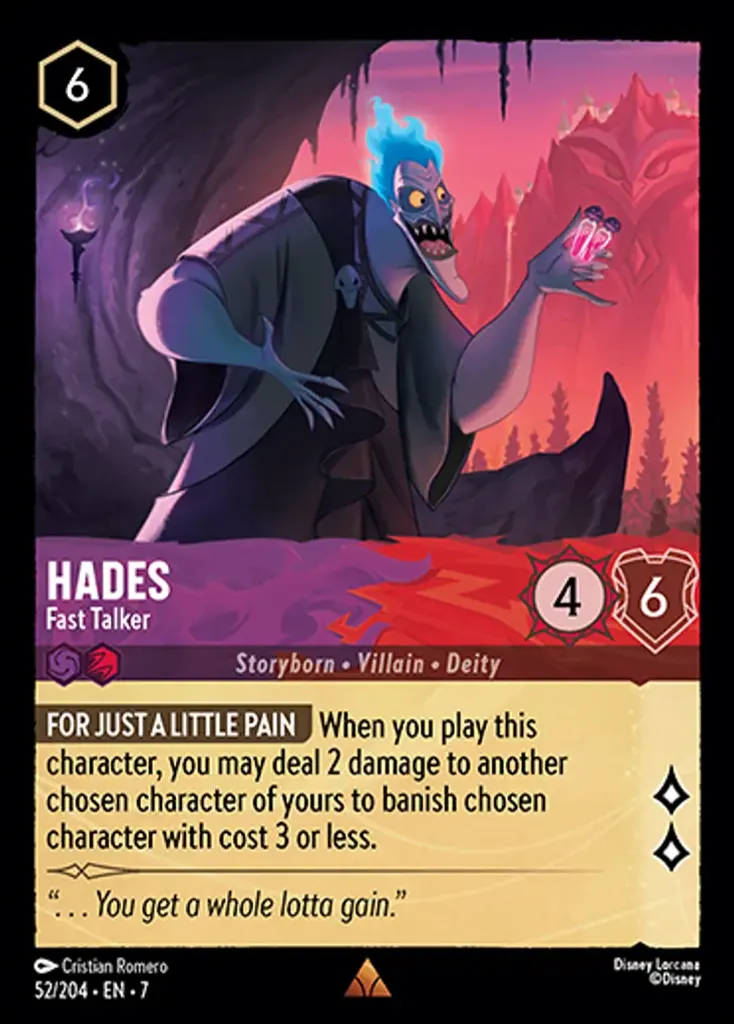 6
HADES
Fast Talker
4
6
Storyborn • Villain • Deity
FOR JUST A LITTLE PAIN When you play this
character, you may deal 2 damage to another
chosen character of yours to banish chosen
character with cost 3 or less.
“. . . You get a whole lotta gain.”
Cristian Romero
52/204 • EN • 7
Disney Lorcana
©Disney